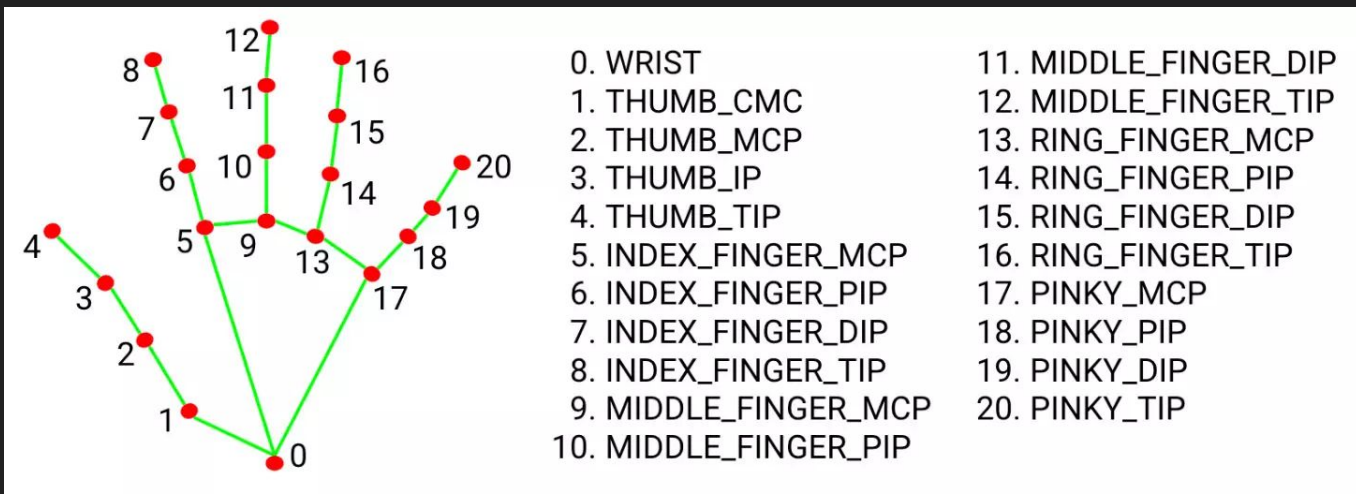 12
8
16
11
7
15
10
6
14
20
19
4
5
9
13
18
3
17
2
1
0
0. WRIST
1. THUMB_CMC
2. THUMB_MCP
3. THUMB_IP
4. THUMB_TIP
5. INDEX_FINGER_MCP
6. INDEX_FINGER_PIP
7. INDEX_FINGER_DIP
8. INDEX_FINGER_TIP
9. MIDDLE_FINGER_MCP
10. MIDDLE_FINGER_PIP
11. MIDDLE_FINGER_DIP
12. MIDDLE_FINGER_TIP
13. RING_FINGER_MCP
14. RING_FINGER_PIP
15. RING_FINGER_DIP
16. RING_FINGER_TIP
17. PINKY_MCP
18. PINKY_PIP
19. PINKY_DIP
20. PINKY_TIP